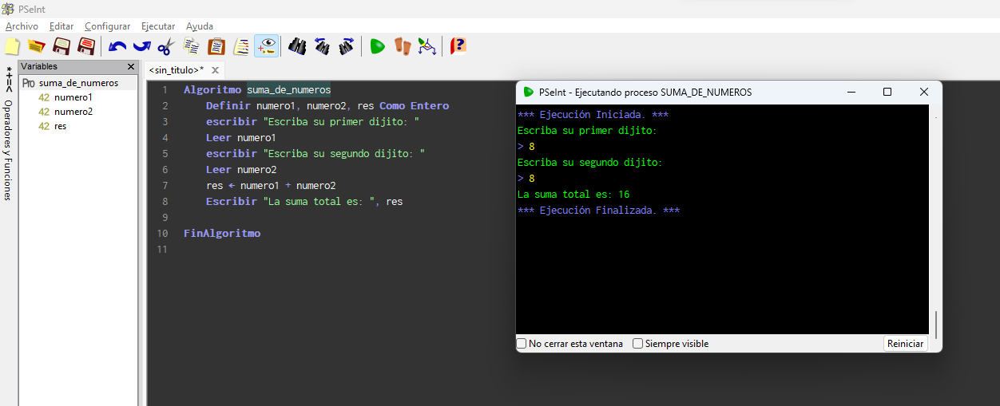 PSeInt
Archivo Editar Configurar Ejecutar Ayuda
Variables
<sin_titulo>*
*+=< Operadores y Funciones
Pro suma_de_numeros
42 numero1
42 numero2
42 res
1 Algoritmo suma_de_numeros
2 Definir numero1, numero2, res Como Entero
3 escribir "Escriba su primer dijito: "
4 Leer numero1
5 escribir "Escriba su segundo dijito: "
6 Leer numero2
7 res ← numero1 + numero2
8 Escribir "La suma total es: ", res
9
10 FinAlgoritmo
11
PSeInt - Ejecutando proceso SUMA_DE_NUMEROS
*** Ejecución Iniciada. ***
Escriba su primer dijito:
> 8
Escriba su segundo dijito:
> 8
La suma total es: 16
*** Ejecución Finalizada. ***
No cerrar esta ventana
Siempre visible
Reiniciar